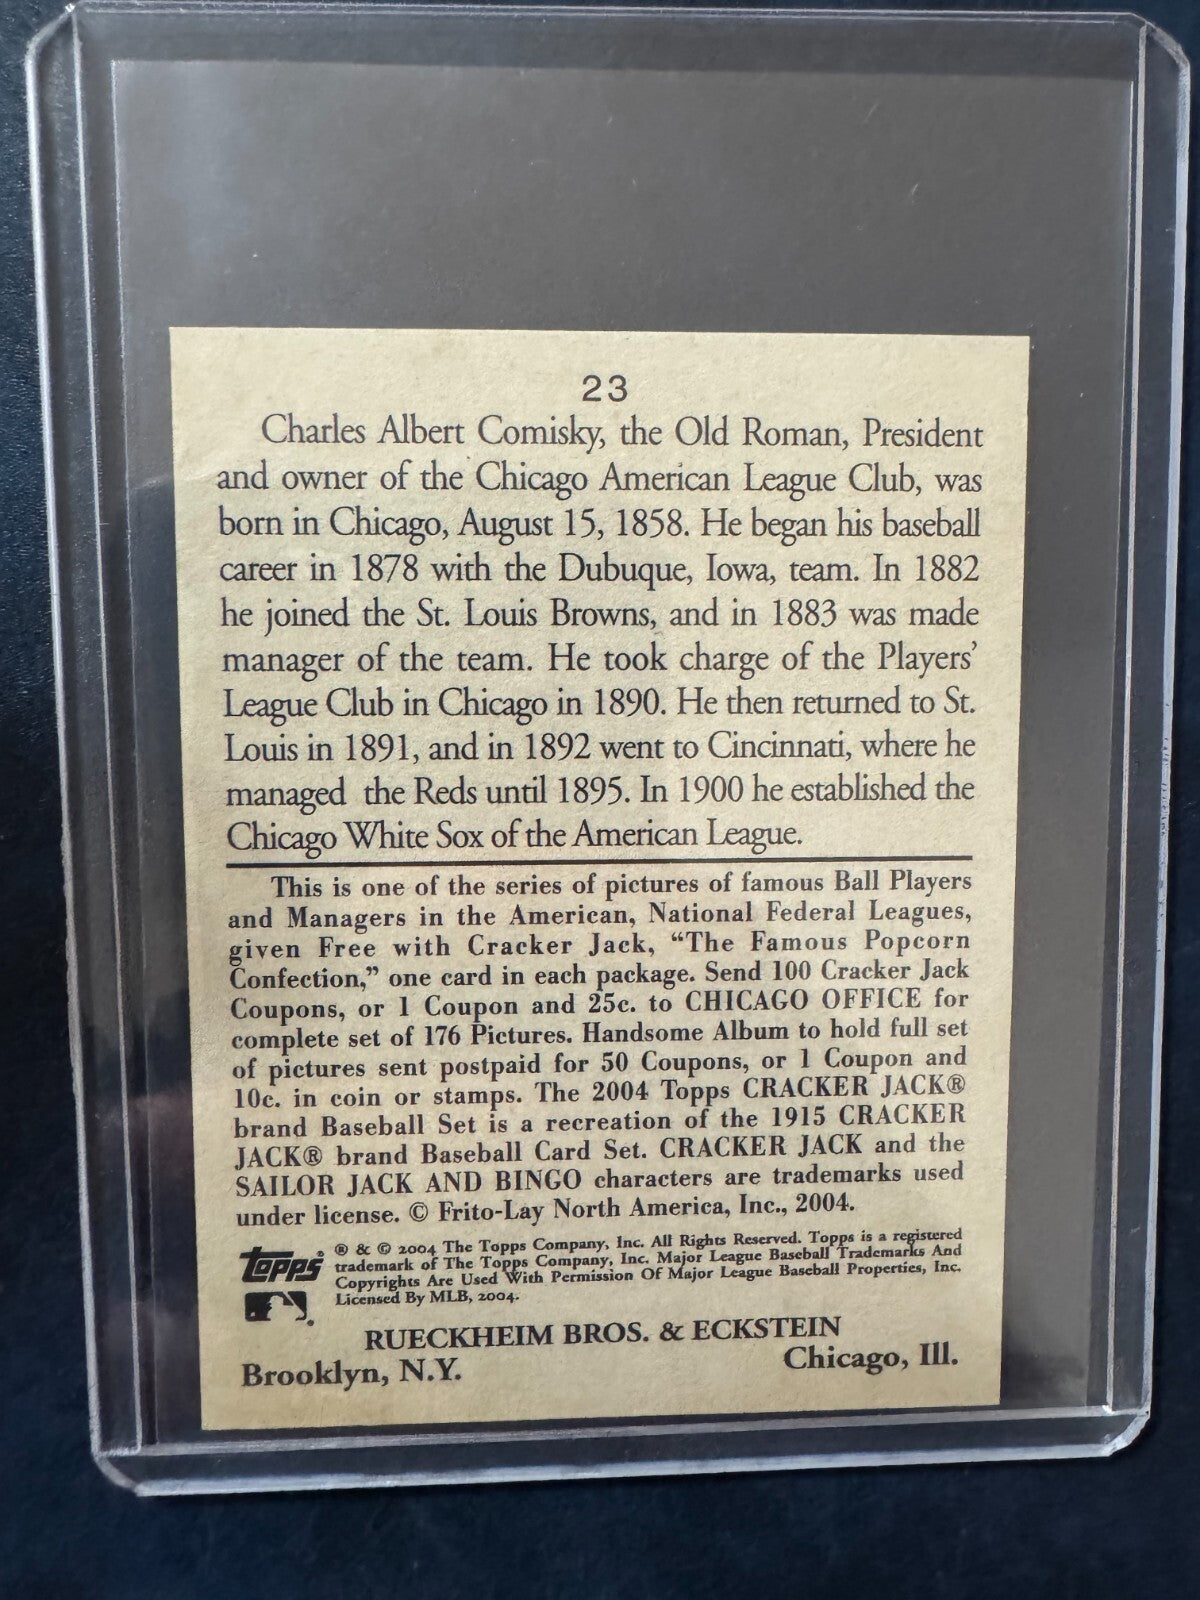 23
Charles Albert Comisky, the Old Roman, President
and owner of the Chicago American League Club, was
born in Chicago, August 15, 1858. He began his baseball
career in 1878 with the Dubuque, Iowa, team. In 1882
he joined the St. Louis Browns, and in 1883 was made
manager of the team. He took charge of the Players'
League Club in Chicago in 1890. He then returned to St.
Louis in 1891, and in 1892 went to Cincinnati, where he
managed the Reds until 1895. In 1900 he established the
Chicago White Sox of the American League.
This is one of the series of pictures of famous Ball Players
and Managers in the American, National Federal Leagues,
given Free with Cracker Jack, "The Famous Popcorn
Confection," one card in each package. Send 100 Cracker Jack
Coupons, or 1 Coupon and 25c. to CHICAGO OFFICE for
complete set of 176 Pictures. Handsome Album to hold full set
of pictures sent postpaid for 50 Coupons, or 1 Coupon and
10c. in coin or stamps. The 2004 Topps CRACKER JACK®
brand Baseball Set is a recreation of the 1915 CRACKER
JACK® brand Baseball Card Set. CRACKER JACK and the
SAILOR JACK AND BINGO characters are trademarks used
under license. © Frito-Lay North America, Inc., 2004.
Topps®
® & © 2004 The Topps Company, Inc. All Rights Reserved. Topps is a registered
trademark of The Topps Company, Inc. Major League Baseball Trademarks And
Copyrights Are Used With Permission Of Major League Baseball Properties, Inc.
Licensed By MLB, 2004.
RUECKHEIM BROS. & ECKSTEIN
Brooklyn, N.Y. Chicago, Ill.